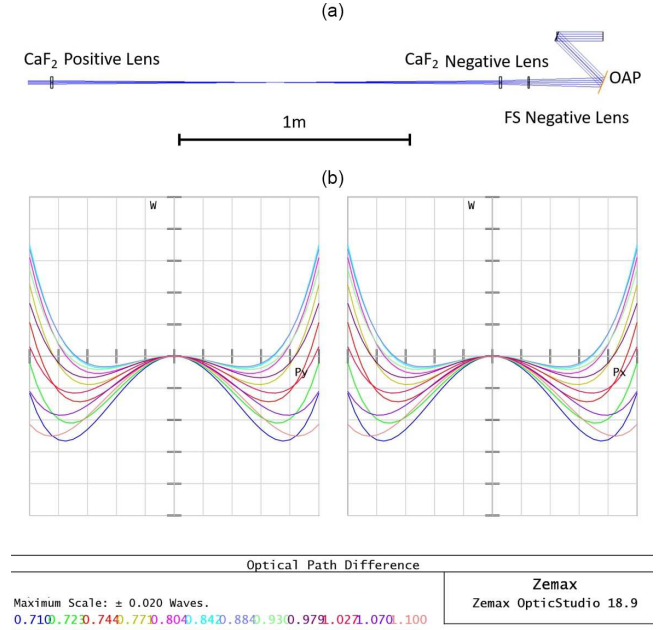 (a)
CaF2 Positive Lens
CaF2 Negative Lens
OAP
FS Negative Lens
1m
(b)
W
W
Py
Px
Optical Path Difference
Maximum Scale: ± 0.020 Waves.
0.710 0.723 0.744 0.771 0.804 0.842 0.884 0.930 0.979 1.027 1.070 1.100
Zemax
Zemax OpticStudio 18.9